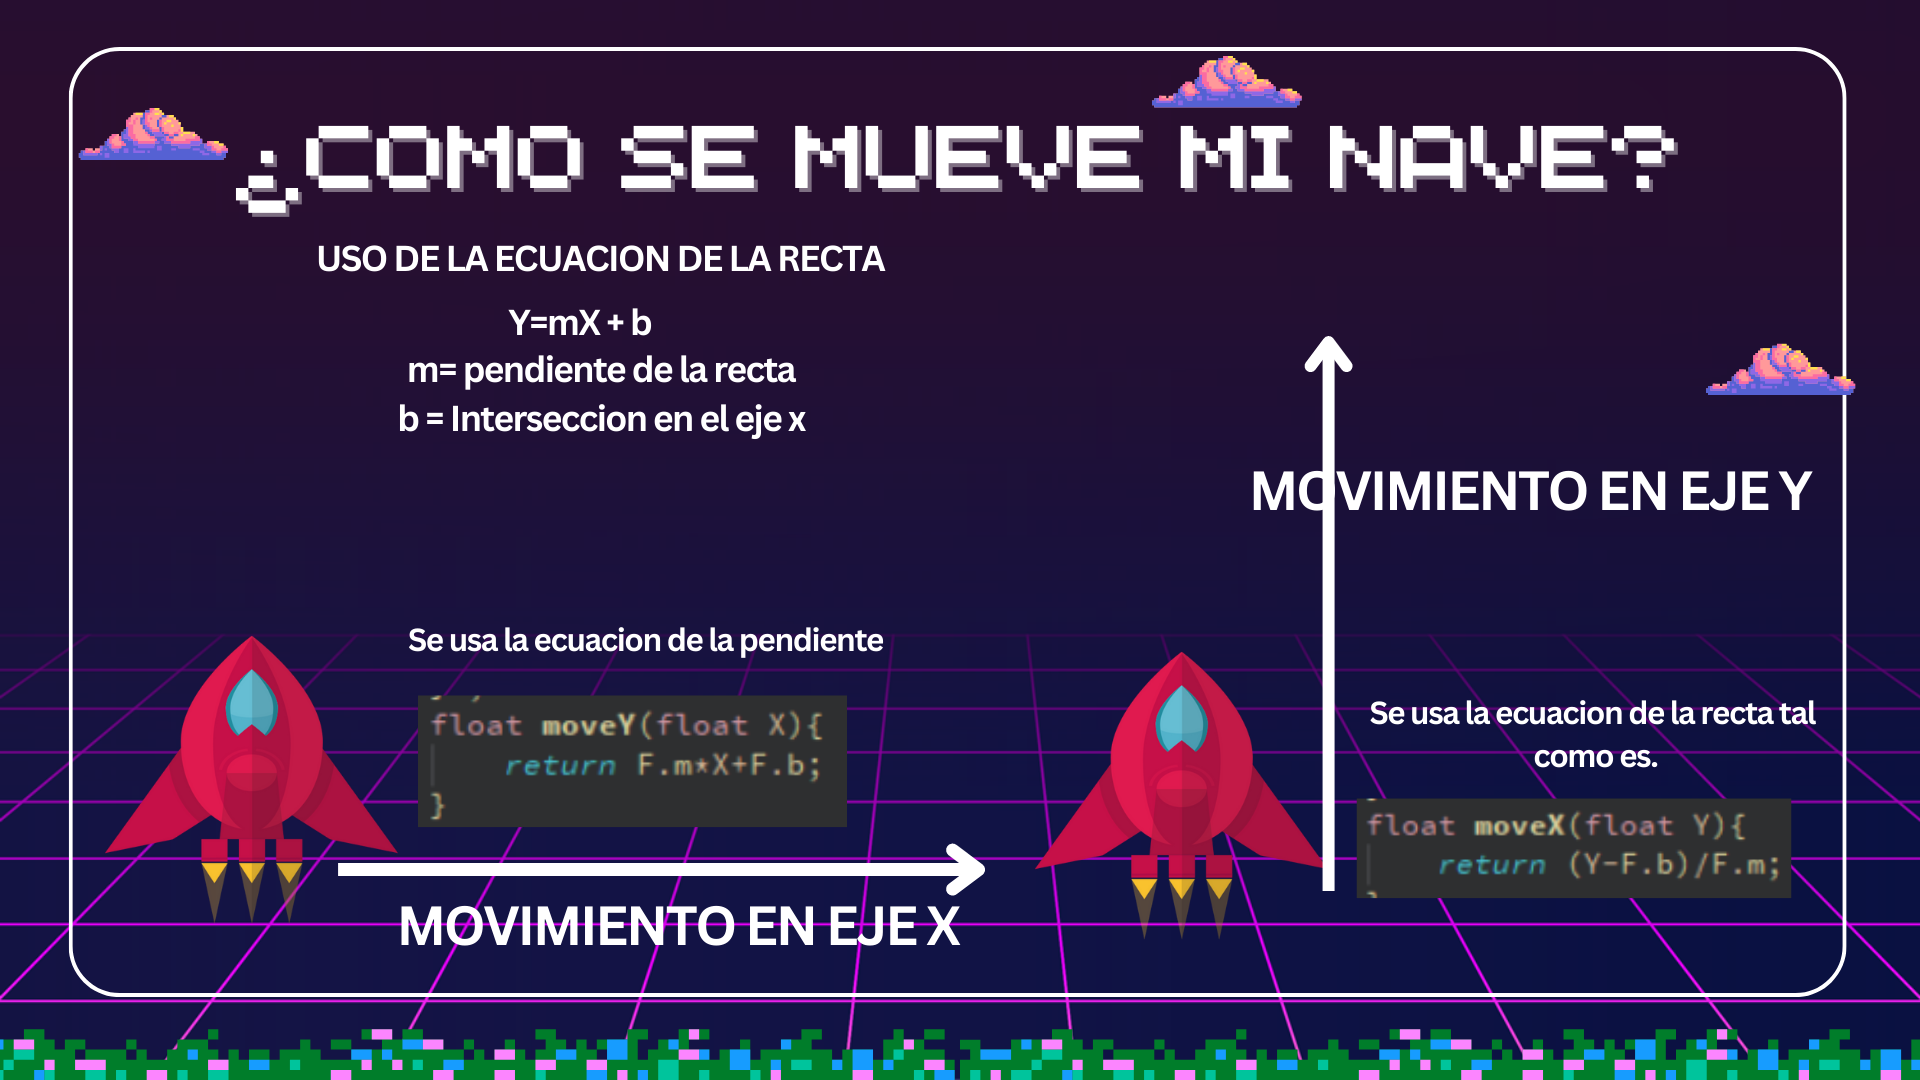 ¿COMO SE MUEVE MI NAVE?
USO DE LA ECUACION DE LA RECTA
Y=mX + b
m= pendiente de la recta
b = Interseccion en el eje x
MOVIMIENTO EN EJE Y
Se usa la ecuacion de la pendiente
float moveY(float X){
return F.m*X+F.b;
}
MOVIMIENTO EN EJE X
Se usa la ecuacion de la recta tal
como es.
float moveX(float Y){
return (Y-F.b)/F.m;